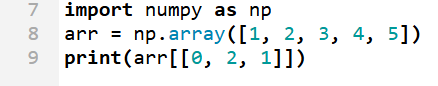 7 import numpy as np
8 arr = np.array([1, 2, 3, 4, 5])
9 print(arr[[0, 2, 1]])